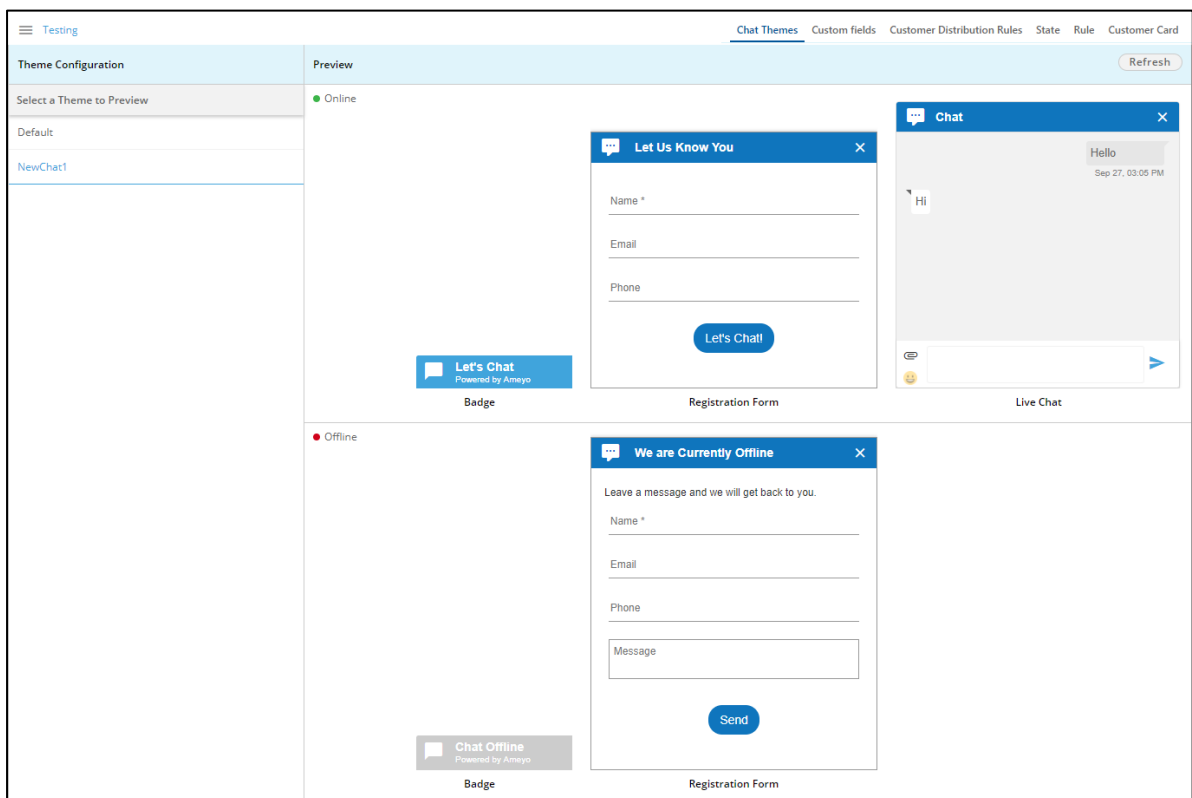 Testing
Chat Themes Custom fields Customer Distribution Rules State Rule Customer Card
Theme Configuration
Preview
Refresh
Select a Theme to Preview
Default
NewChat1
Online
Let's Chat
Powered by Ameyo
Badge
Let Us Know You
Name *
Email
Phone
Let's Chat!
Registration Form
Chat
Hello
Sep 27, 03:05 PM
Hi
Live Chat
Offline
Chat Offline
Powered by Ameyo
Badge
We are Currently Offline
Leave a message and we will get back to you.
Name *
Email
Phone
Message
Send
Registration Form